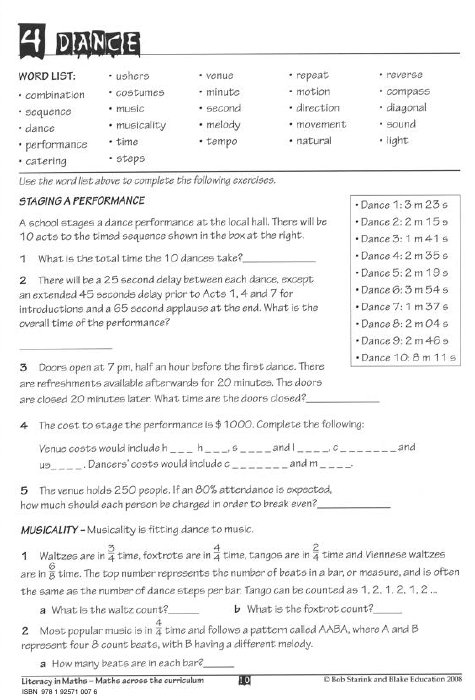 4 DANCE
WORD LIST:
• combination
• sequence
• dance
• performance
• catering
• ushers
• costumes
• music
• musicality
• time
• steps
• venue
• minute
• second
• melody
• tempo
• repeat
• motion
• direction
• movement
• natural
• reverse
• compass
• diagonal
• sound
• light
Use the word list above to complete the following exercises.
STAGING A PERFORMANCE
A school stages a dance performance at the local hall. There will be
10 acts to the timed sequence shown in the box at the right.
1 What is the total time the 10 dances take?
2 There will be a 25 second delay between each dance, except
an extended 45 seconds delay prior to Acts 1, 4 and 7 for
introductions and a 65 second applause at the end. What is the
overall time of the performance?
• Dance 1: 3 m 23 s
• Dance 2: 2 m 15 s
• Dance 3: 1 m 41 s
• Dance 4: 2 m 35 s
• Dance 5: 2 m 19 s
• Dance 6: 3 m 54 s
• Dance 7: 1 m 37 s
• Dance 8: 2 m 04 s
• Dance 9: 2 m 46 s
• Dance 10: 8 m 11 s
3 Doors open at 7 pm, half an hour before the first dance. There
are refreshments available afterwards for 20 minutes. The doors
are closed 20 minutes later. What time are the doors closed?
4 The cost to stage the performance is $ 1000. Complete the following:
Venue costs would include h _ _ _ h _ _ _, s _ _ _ _ and l _ _ _ _, c _ _ _ _ _ _ _ and
us _ _ _ _. Dancers' costs would include c _ _ _ _ _ _ and m _ _ _ _.
5 The venue holds 250 people. If an 80% attendance is expected,
how much should each person be charged in order to break even?
MUSICALITY – Musicality is fitting dance to music.
1 Waltzes are in 3/4 time, foxtrots are in 4/4 time, tangos are in 2/4 time and Viennese waltzes
are in 6/8 time. The top number represents the number of beats in a bar, or measure, and is often
the same as the number of dance steps per bar. Tango can be counted as 1, 2, 1, 2, 1, 2 ...
a What is the waltz count?
b What is the foxtrot count?
2 Most popular music is in 4/4 time and follows a pattern called AABA, where A and B
represent four 8 count beats, with B having a different melody.
a How many beats are in each bar?
Literacy in Maths – Maths across the curriculum
10
© Bob Starink and Blake Education 2008
ISBN 978 1 92571 007 6